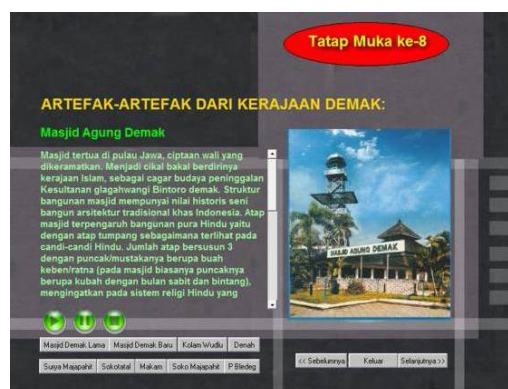 Tatap Muka ke-8
ARTEFAK-ARTEFAK DARI KERAJAAN DEMAK:
Masjid Agung Demak
Masjid tertua di pulau Jawa, ciptaan wali yang
dikeramatkan. Menjadi cikal bakal berdirinya
kerajaan Islam, sebagai cagar budaya peninggalan
Kesultanan glagahwangi Bintoro demak. Struktur
bangunan masjid mempunyai nilai historis seni
bangun arsitektur tradisional khas Indonesia. Atap
masjid terpengaruh bangunan pura Hindu yaitu
dengan atap tumpang sebagaimana terlihat pada
candi-candi Hindu. Jumlah atap bersusun 3
dengan puncak/mustakanya berupa buah
keben/ratna (pada masjid biasanya puncaknya
berupa kubah dengan bulan sabit dan bintang),
mengingatkan pada sistem religi Hindu yang
MASJID AGUNG DEMAK
Masjid Demak Lama Masjid Demak Baru Kolam Wudlu Denah
Surya Majapahit Sokotatal Makam Soko Majapahit P Bledeg
<< Sebelumnya Keluar Selanjutnya >>